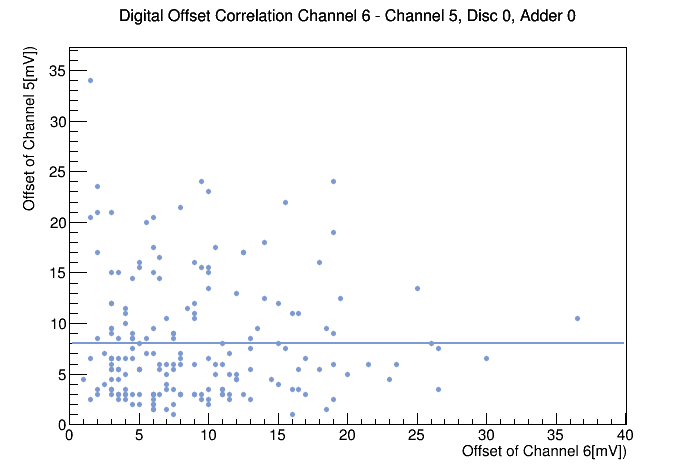 Digital Offset Correlation Channel 6 - Channel 5, Disc 0, Adder 0
Offset of Channel 5[mV])
35
30
25
20
15
10
5
0
0 5 10 15 20 25 30 35 40
Offset of Channel 6[mV])